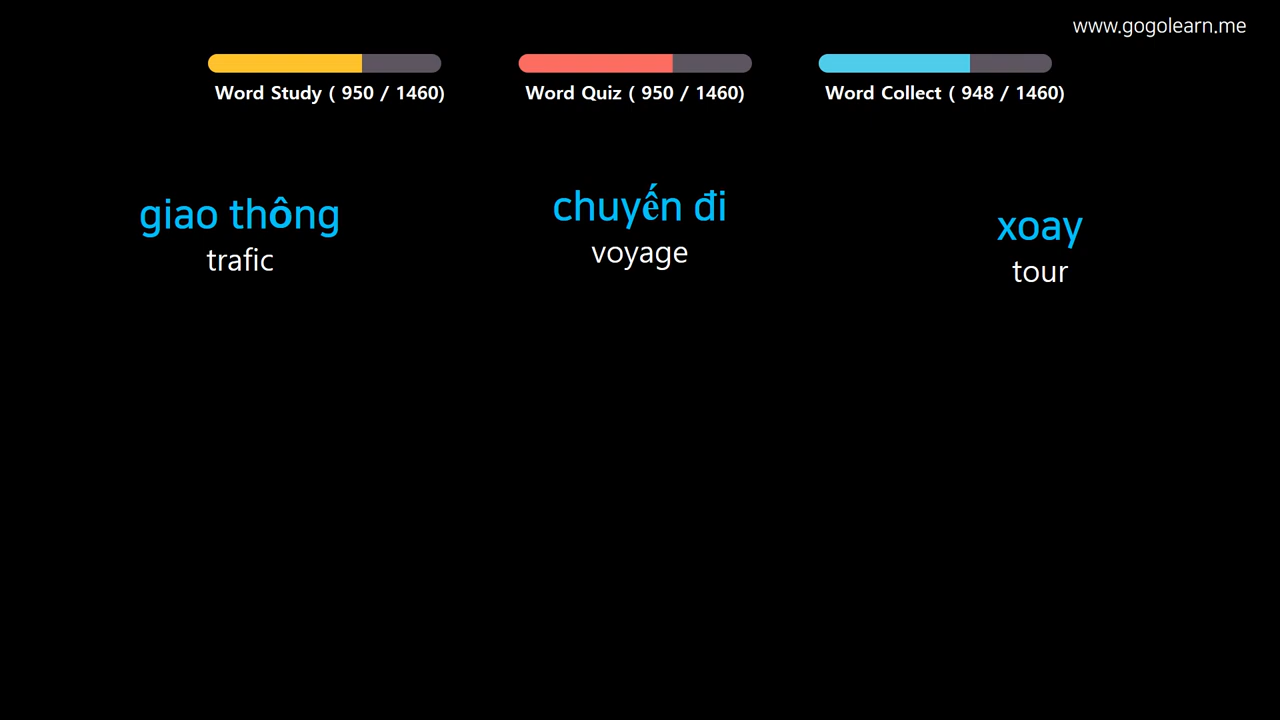 www.gogolearn.me
Word Study ( 950 / 1460)
Word Quiz ( 950 / 1460)
Word Collect ( 948 / 1460)
giao thông
trafic
chuyến đi
voyage
xoay
tour